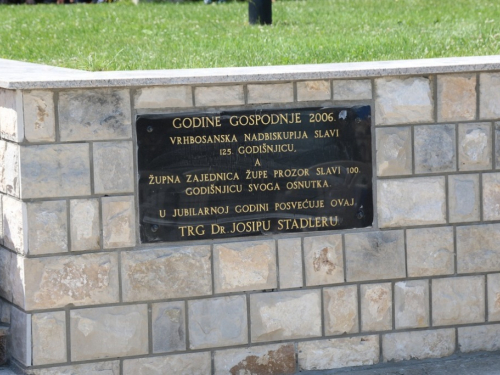 GODINE GOSPODNJE 2006.
VRHBOSANSKA NADBISKUPIJA SLAVI
125. GODIŠNJICU,
A
ŽUPNA ZAJEDNICA ŽUPE PROZOR SLAVI 100.
GODIŠNJICU SVOGA OSNUTKA.
U JUBILARNOJ GODINI POSVEĆUJE OVAJ
TRG Dr JOSIPU STADLERU